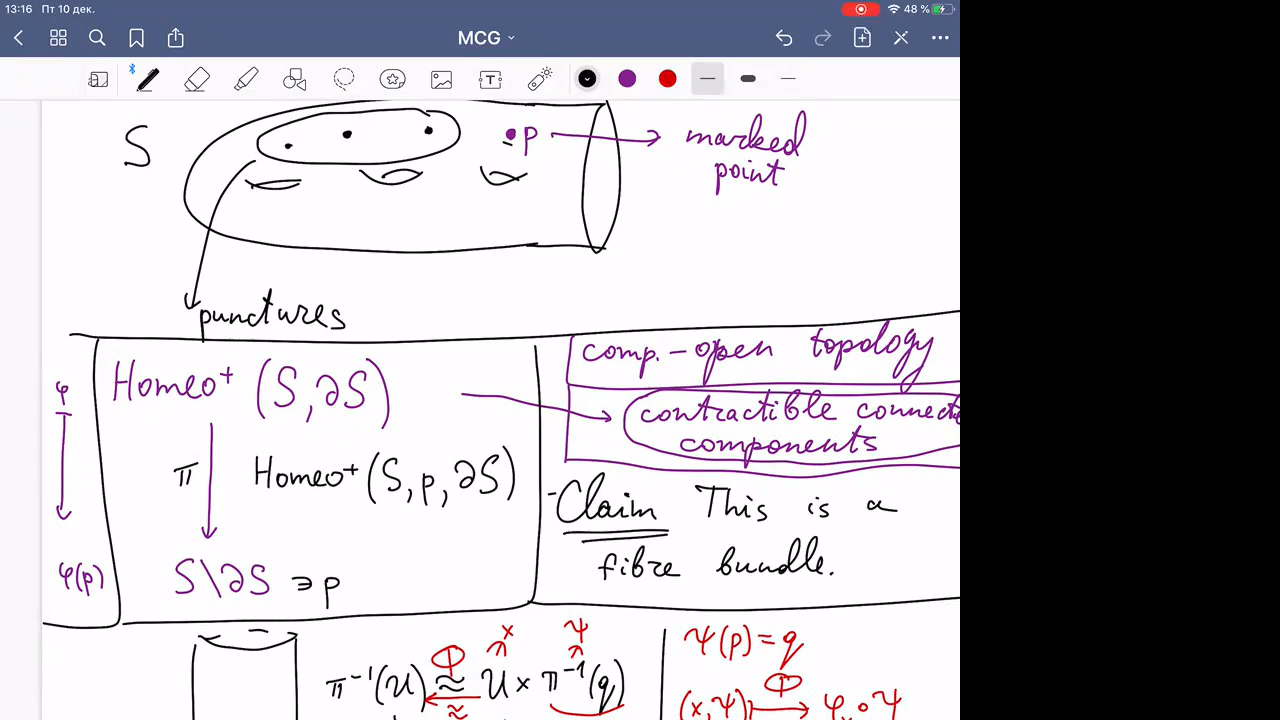 13:16 Пт 10 дек.
48 %
MCG
S
p
marked
point
punctures
φ
Homeo⁺ (S, ∂S)
comp.-open topology
contractible connect
components
π
Homeo⁺ (S, p, ∂S)
Claim This is a
fibre bundle.
φ(p)
S\∂S ∋ p
x
Ψ
Φ
π⁻¹(U) ≈ U × π⁻¹(q)
≈
Ψ(p) = q
Φ
(x, Ψ) ⟼ φₓ∘Ψ